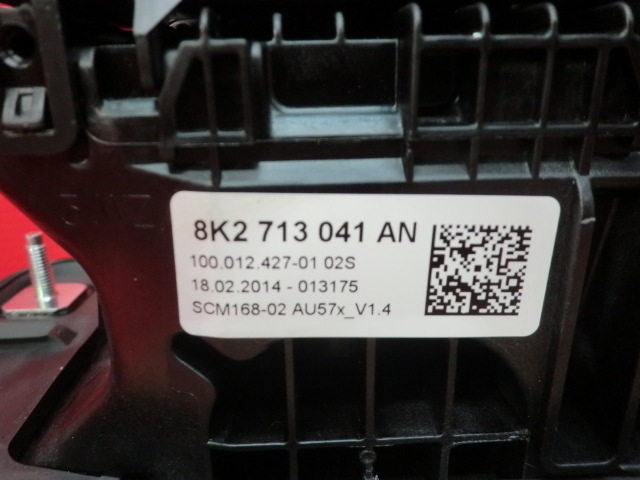 8K2 713 041 AN
100.012.427-01 02S
18.02.2014 - 013175
SCM168-02 AU57x_V1.4